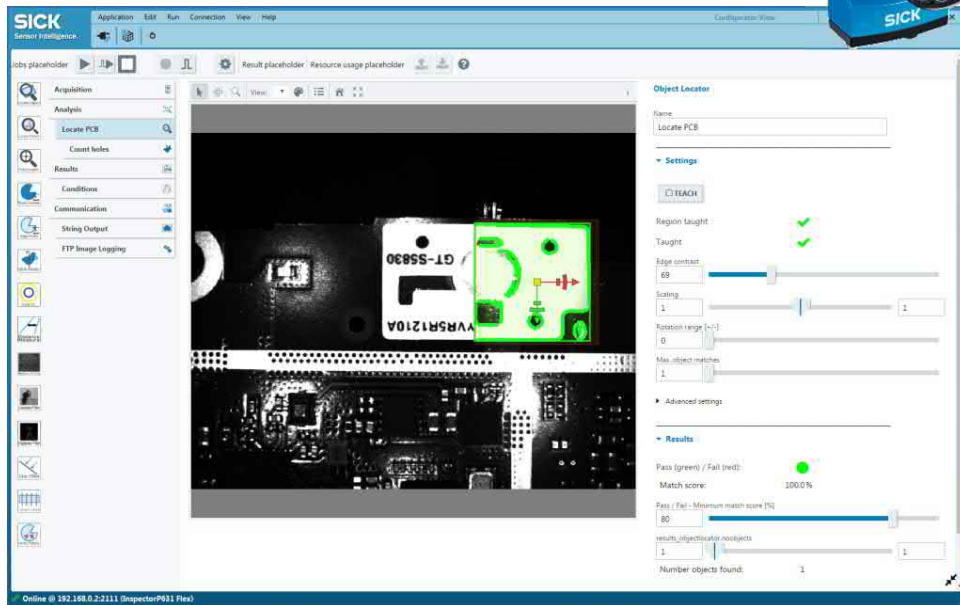 SICK
Sensor Intelligence.
Application Edit Run Connection View Help
Configurator View
SICK
Jobs placeholder
Result placeholder Resource usage placeholder
Acquisition
Analysis
Locate PCB
Count holes
Results
Conditions
Communication
String Output
FTP Image Logging
View:
GT-SS830
YVR5R1210A
Object Locator
Name
Locate PCB
Settings
TEACH
Region taught
Taught
Edge contrast
69
Scaling
1 1
Rotation range [+/-]
0
Max. object matches
1
Advanced settings
Results
Pass (green) / Fail (red):
Match score: 100.0%
Pass / Fail - Minimum match score [%]
80
results_objectlocator.noobjects
1 1
Number objects found: 1
Online @ 192.168.0.2:2111 (InspectorP631 Flex)